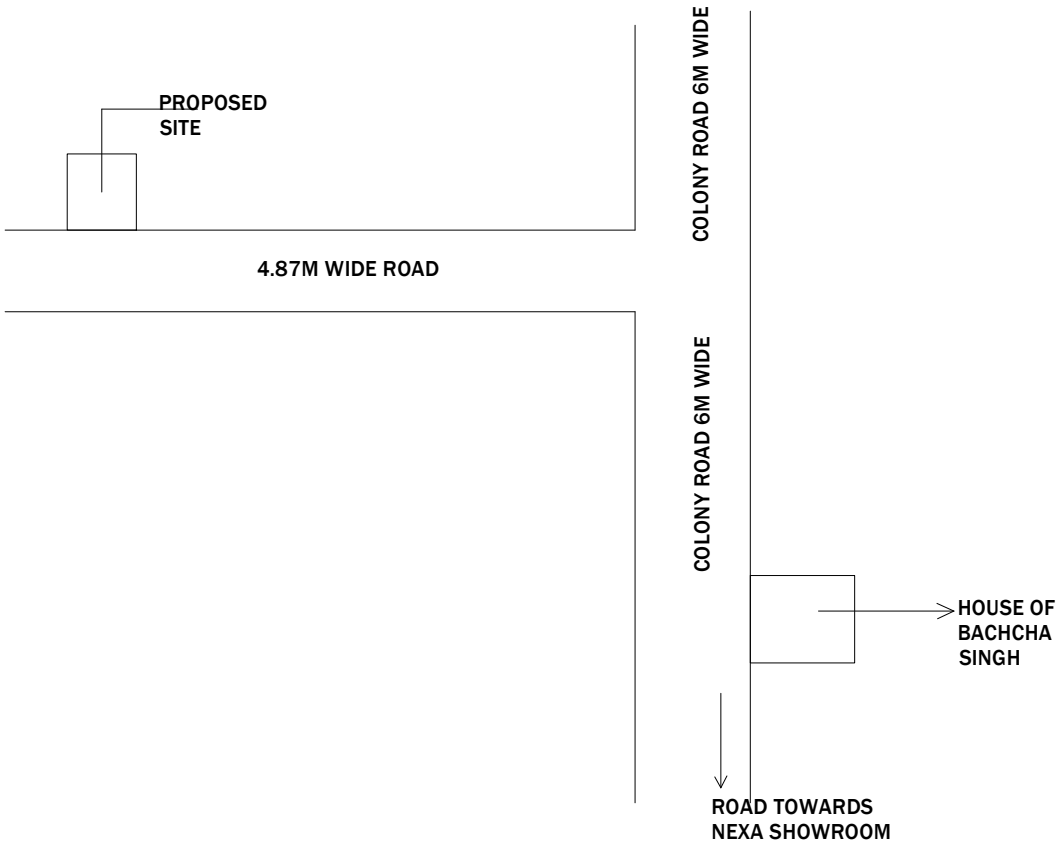 COLONY ROAD 6M WIDE
PROPOSED
SITE
4.87M WIDE ROAD
COLONY ROAD 6M WIDE
HOUSE OF
BACHCHA
SINGH
ROAD TOWARDS
NEXA SHOWROOM